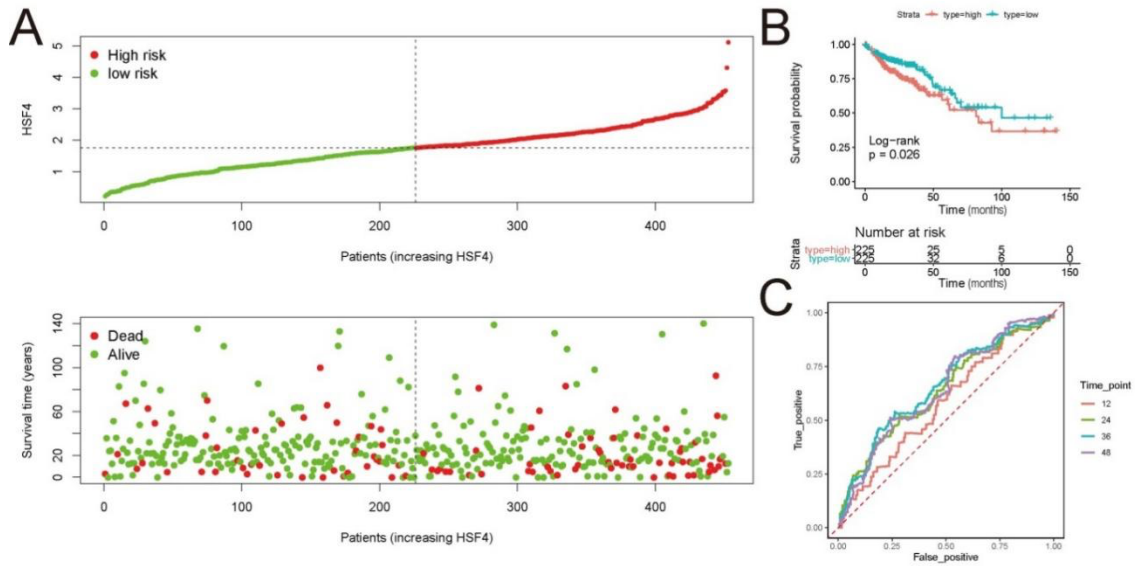 A
High risk
low risk
HSF4
5
4
3
2
1
0 100 200 300 400
Patients (increasing HSF4)
Dead
Alive
Survival time (years)
140
100
60
20
0
0 100 200 300 400
Patients (increasing HSF4)
B
Strata type=high type=low
Survival probability
1.00
0.75
0.50
0.25
0.00
Log-rank
p = 0.026
0 50 100 150
Time (months)
Number at risk
Strata
type=high 225 25 5 0
type=low 225 32 6 0
0 50 100 150
Time (months)
C
True_positive
1.00
0.75
0.50
0.25
0.00
0.00 0.25 0.50 0.75 1.00
False_positive
Time_point
12
24
36
48